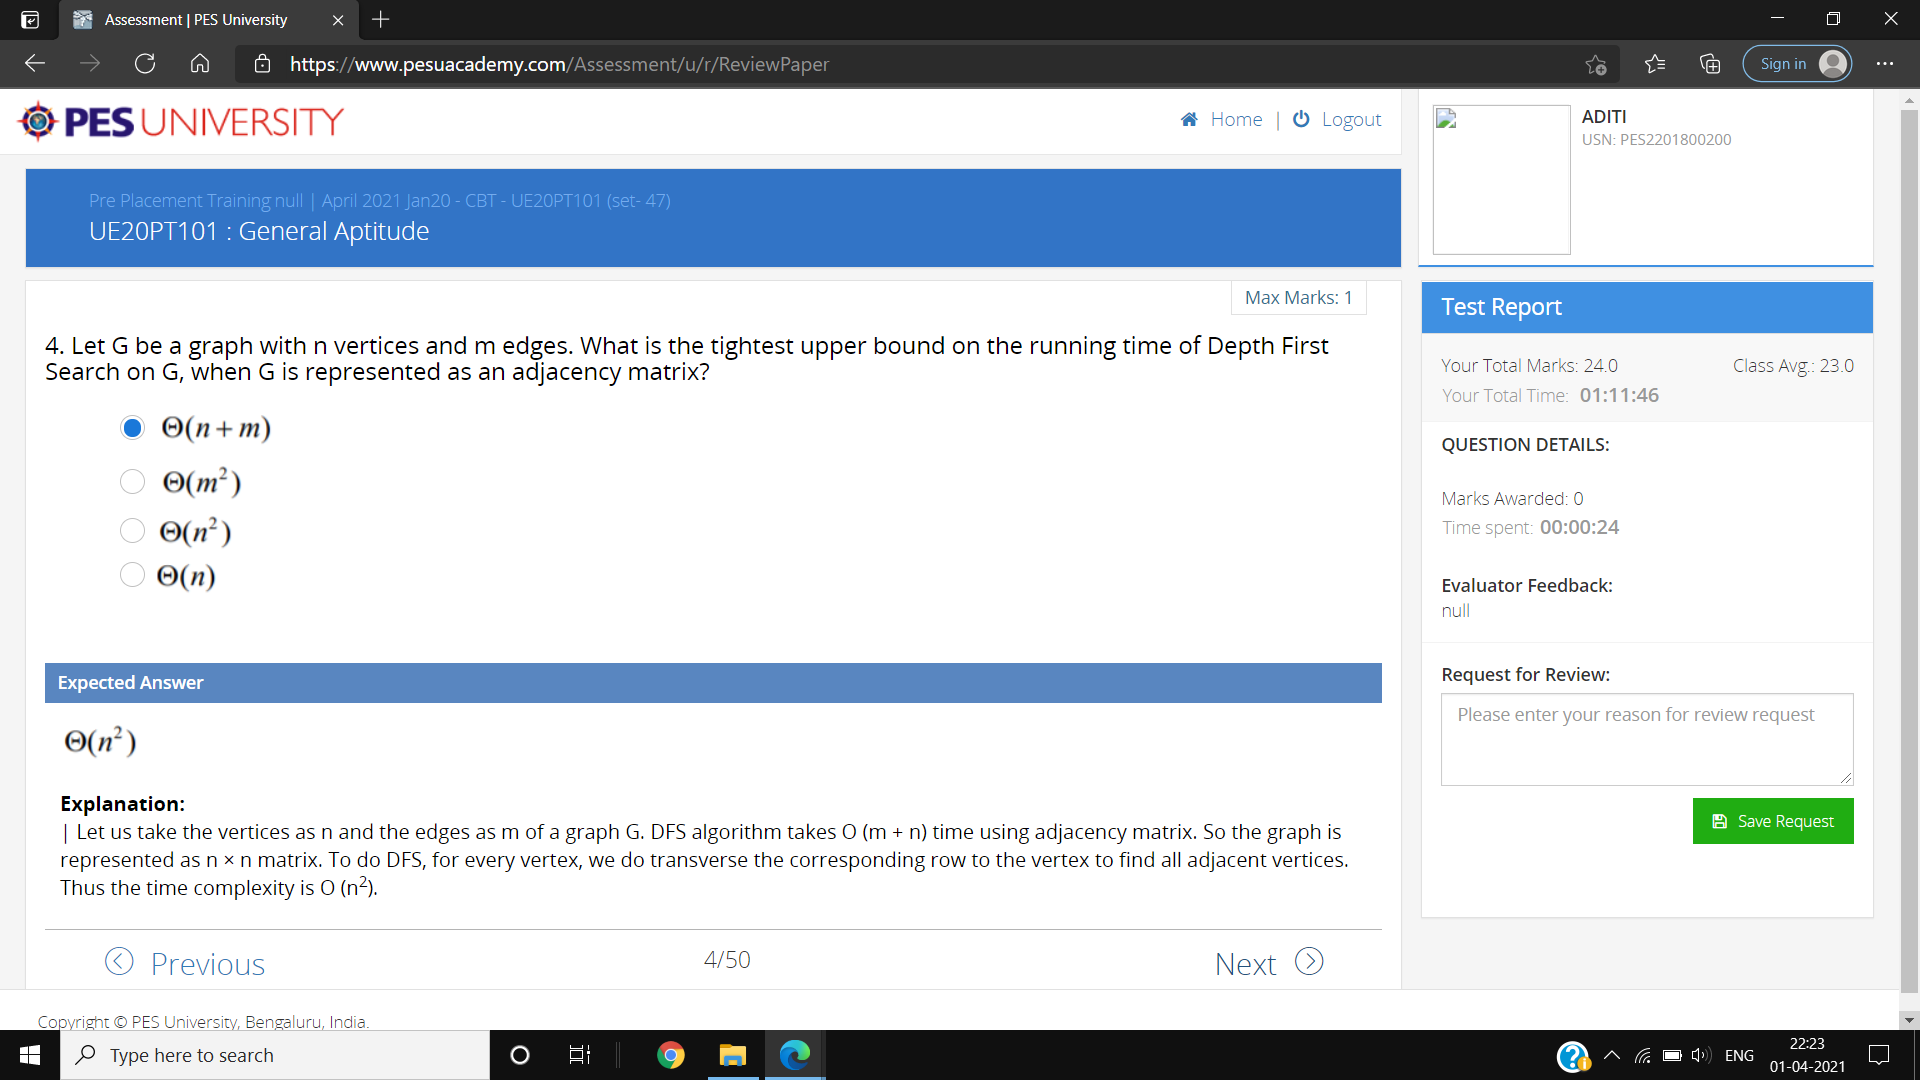 Assessment | PES University
https://www.pesuacademy.com/Assessment/u/r/ReviewPaper
Sign in
PES UNIVERSITY
Home | Logout
ADITI
USN: PES2201800200
Pre Placement Training null | April 2021 Jan20 - CBT - UE20PT101 (set- 47)
UE20PT101 : General Aptitude
Max Marks: 1
4. Let G be a graph with n vertices and m edges. What is the tightest upper bound on the running time of Depth First
Search on G, when G is represented as an adjacency matrix?
Θ(n + m)
Θ(m²)
Θ(n²)
Θ(n)
Expected Answer
Θ(n²)
Explanation:
| Let us take the vertices as n and the edges as m of a graph G. DFS algorithm takes O (m + n) time using adjacency matrix. So the graph is
represented as n × n matrix. To do DFS, for every vertex, we do transverse the corresponding row to the vertex to find all adjacent vertices.
Thus the time complexity is O (n²).
Previous
4/50
Next
Test Report
Your Total Marks: 24.0
Class Avg.: 23.0
Your Total Time: 01:11:46
QUESTION DETAILS:
Marks Awarded: 0
Time spent: 00:00:24
Evaluator Feedback:
null
Request for Review:
Please enter your reason for review request
Save Request
Copyright © PES University, Bengaluru, India.
Type here to search
ENG
22:23
01-04-2021